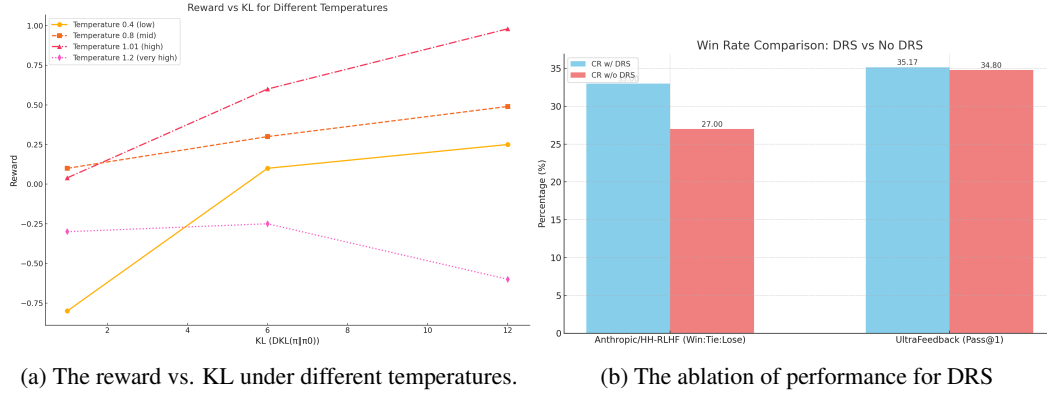 Reward vs KL for Different Temperatures
Temperature 0.4 (low)
Temperature 0.8 (mid)
Temperature 1.01 (high)
Temperature 1.2 (very high)
1.00
0.75
0.50
0.25
0.00
−0.25
−0.50
−0.75
Reward
2
4
6
8
10
12
KL (DKL(π∥π0))
(a) The reward vs. KL under different temperatures.
Win Rate Comparison: DRS vs No DRS
CR w/ DRS
CR w/o DRS
35
30
25
20
15
10
5
0
Percentage (%)
27.00
35.17
34.80
Anthropic/HH-RLHF (Win:Tie:Lose)
UltraFeedback (Pass@1)
(b) The ablation of performance for DRS